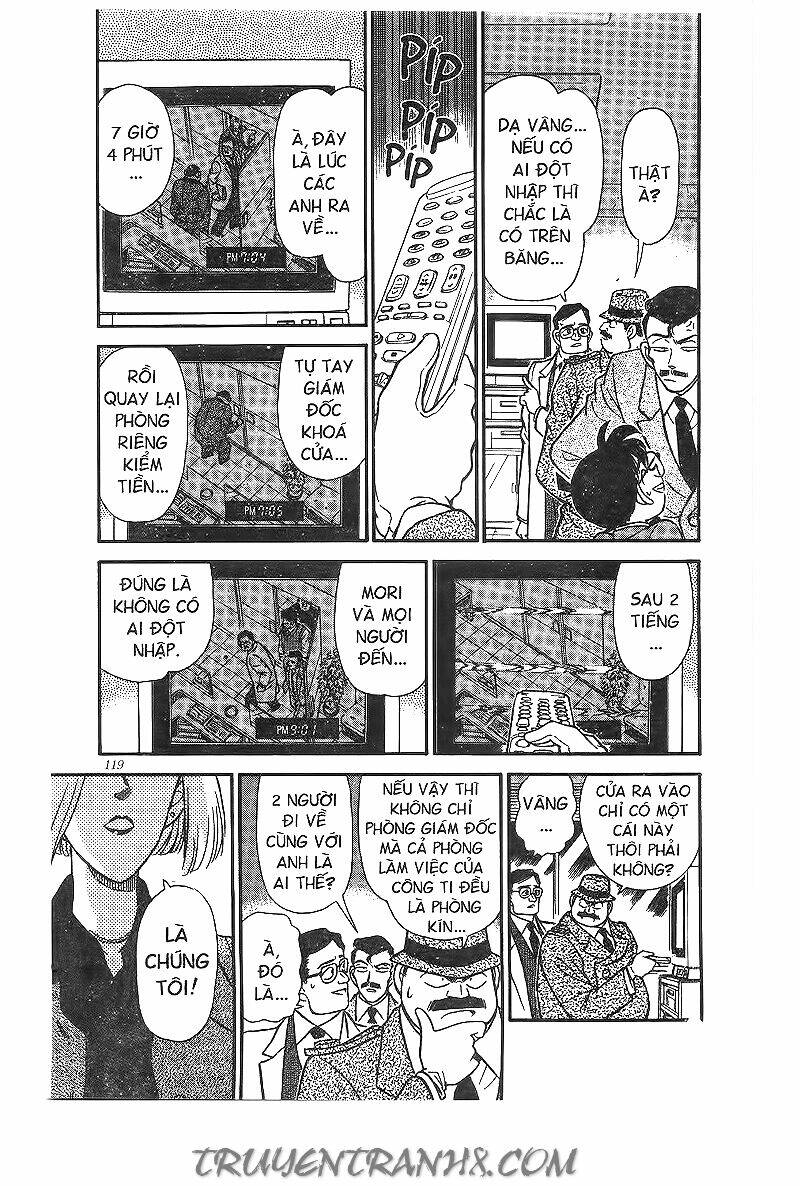 THẬT
À?
DẠ VÂNG...
NẾU CÓ
AI ĐỘT
NHẬP THÌ
CHẮC LÀ
CÓ TRÊN
BĂNG...
PÍP
PÍP
PÍP
À, ĐÂY
LÀ LÚC
CÁC
ANH RA
VỀ...
7 GIỜ
4 PHÚT
...
PM 7:04
TỰ TAY
GIÁM
ĐỐC
KHOÁ
CỬA...
RỒI
QUAY LẠI
PHÒNG
RIÊNG
KIỂM
TIỀN...
PM 7:05
SAU 2
TIẾNG
...
MORI
VÀ MỌI
NGƯỜI
ĐẾN...
ĐÚNG LÀ
KHÔNG CÓ
AI ĐỘT
NHẬP.
PM 9:01
119
CỬA RA VÀO
CHỈ CÓ MỘT
CÁI NÀY
THÔI PHẢI
KHÔNG?
VÂNG
...
NẾU VẬY THÌ
KHÔNG CHỈ
PHÒNG GIÁM ĐỐC
MÀ CẢ PHÒNG
LÀM VIỆC CỦA
CÔNG TI ĐỀU
LÀ PHÒNG
KÍN...
2 NGƯỜI
ĐI VỀ
CÙNG VỚI
ANH LÀ
AI THẾ?
À,
ĐÓ
LÀ...
LÀ
CHÚNG
TÔI!
TRUYENTRANH8.COM